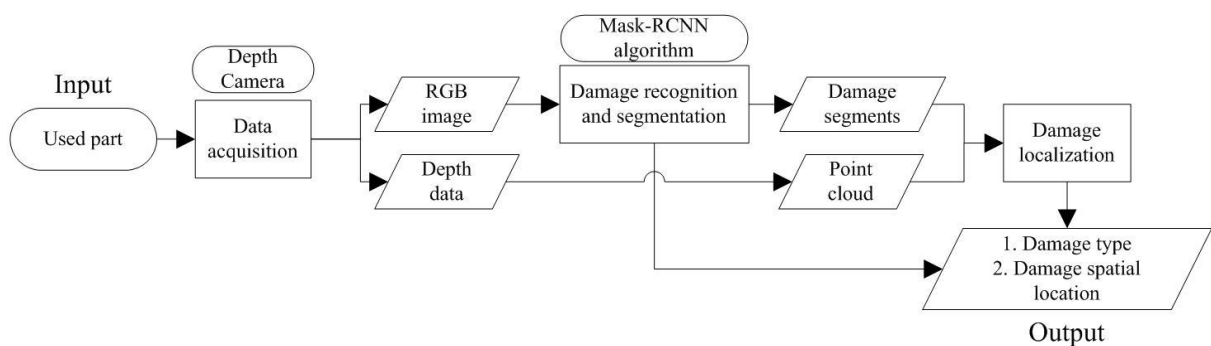 Input
Used part
Depth
Camera
Data
acquisition
RGB
image
Depth
data
Mask-RCNN
algorithm
Damage recognition
and segmentation
Damage
segments
Point
cloud
Damage
localization
1. Damage type
2. Damage spatial
location
Output